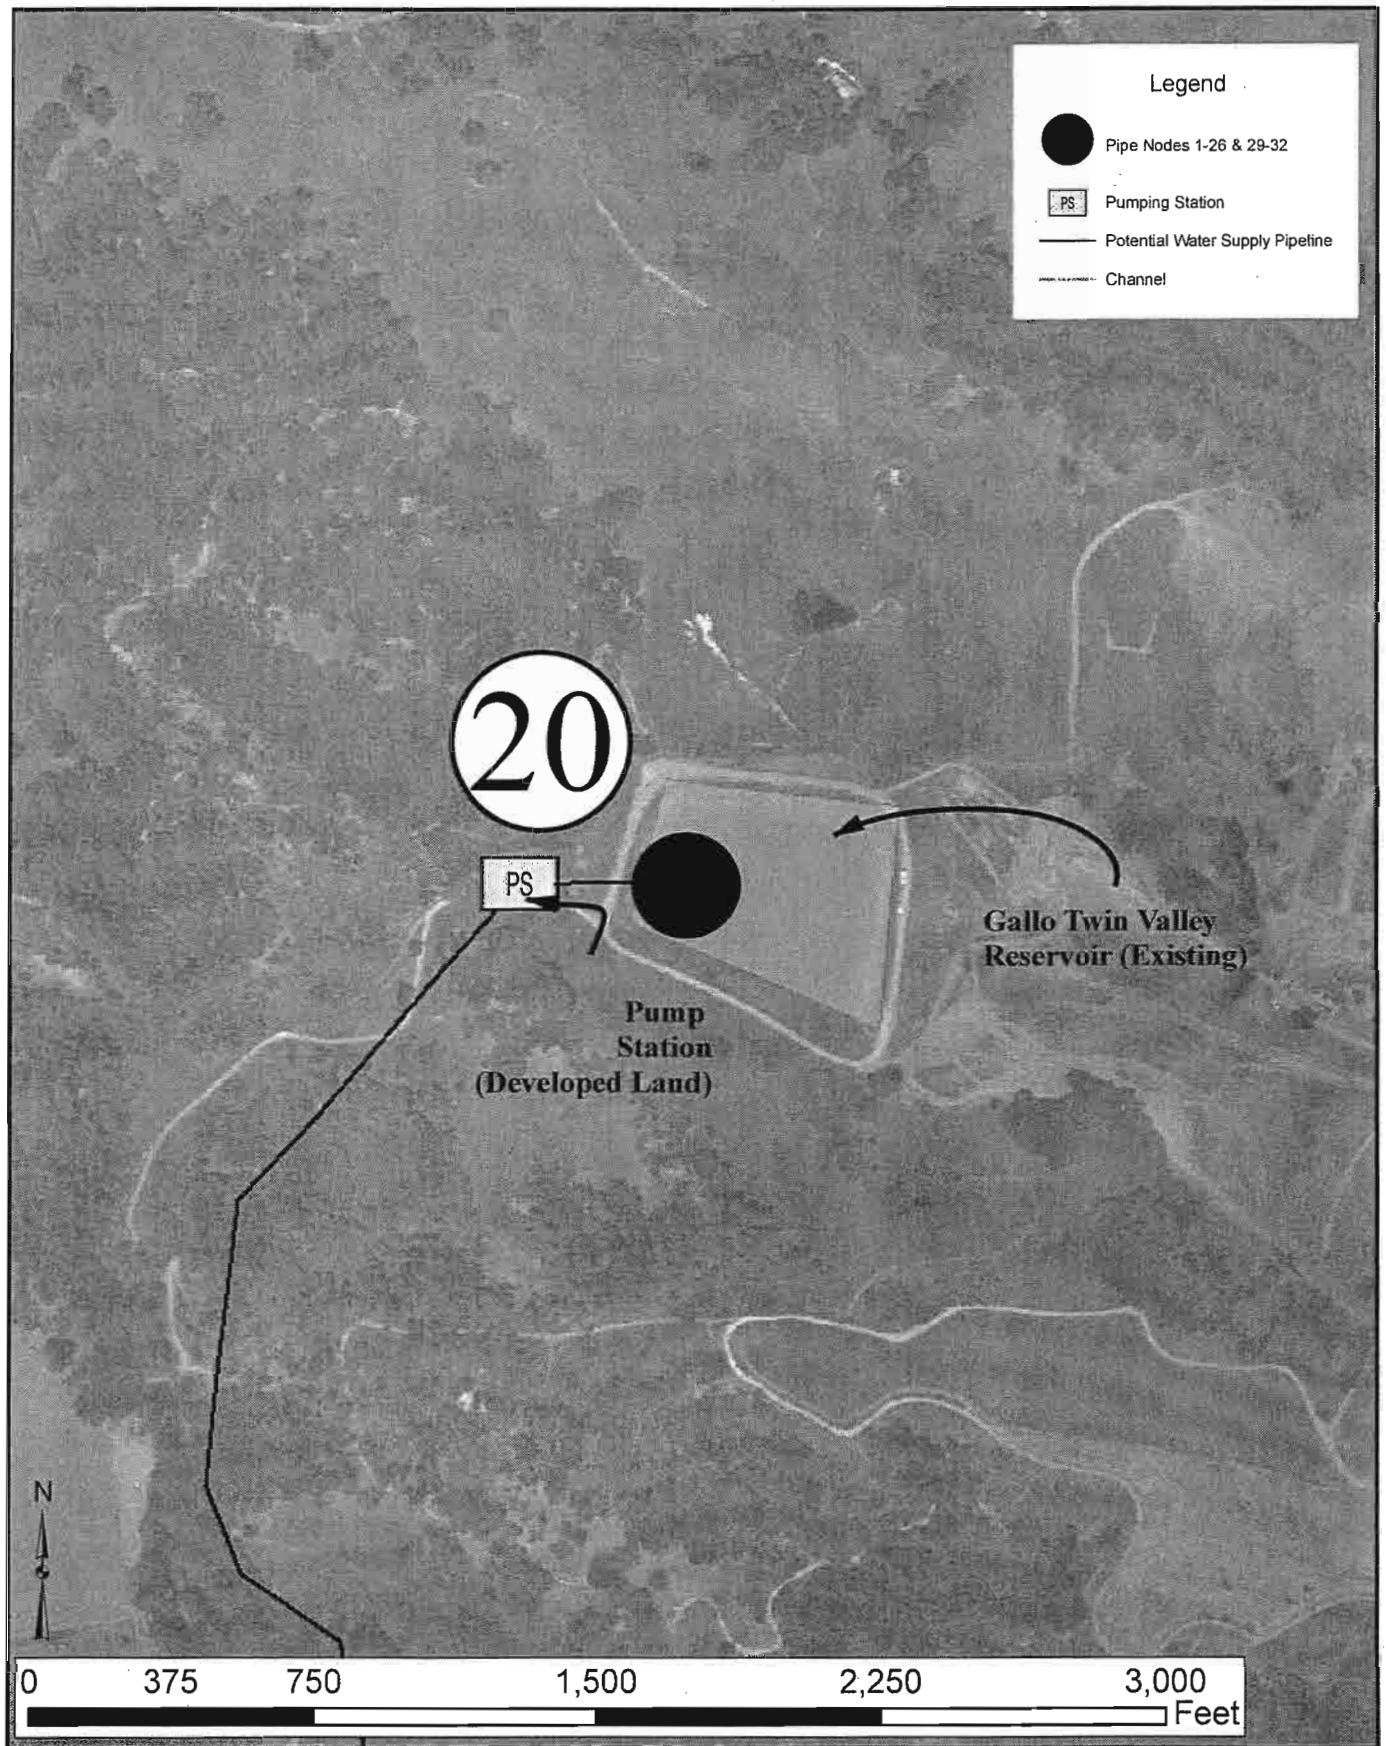 Legend
Pipe Nodes 1-26 & 29-32
PS Pumping Station
Potential Water Supply Pipeline
Channel
20
PS
Gallo Twin Valley
Reservoir (Existing)
Pump
Station
(Developed Land)
N
0 375 750 1,500 2,250 3,000
Feet